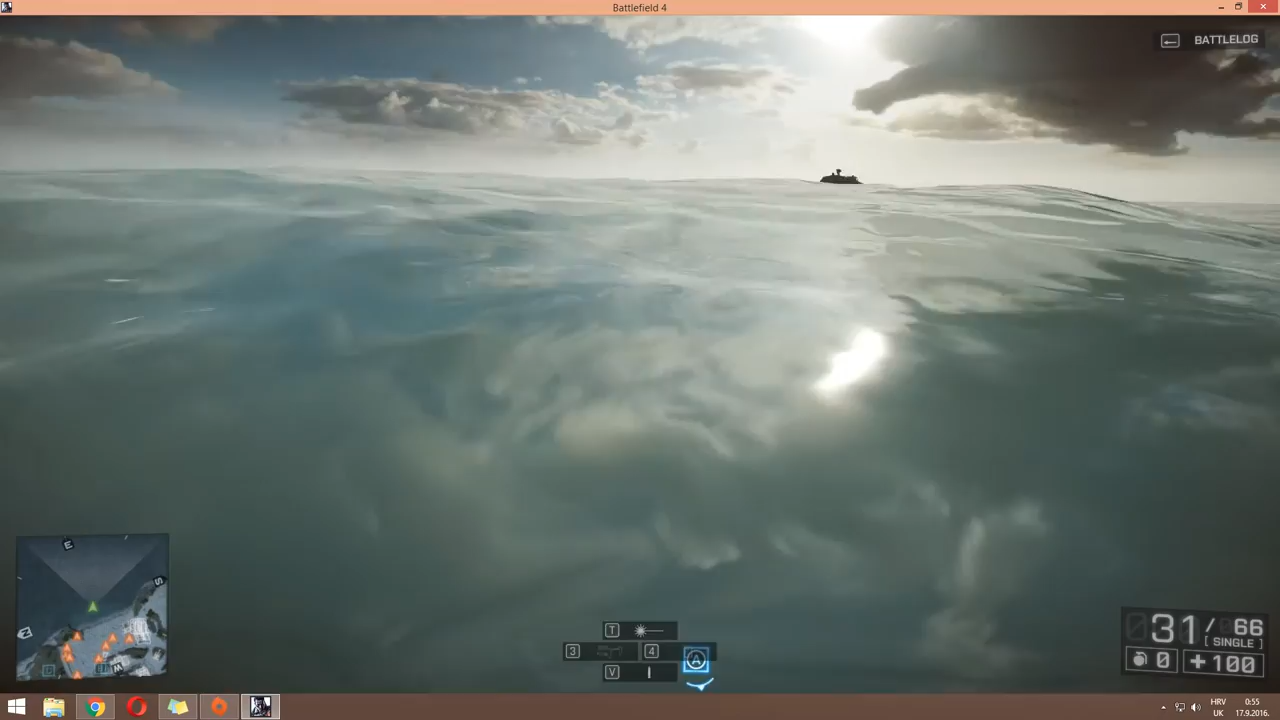 Battlefield 4
BATTLELOG
E
S
N
W
T
3
4
V
A
31/ 66
[ SINGLE ]
0
+100
HRV
UK
0:55
17.9.2016.